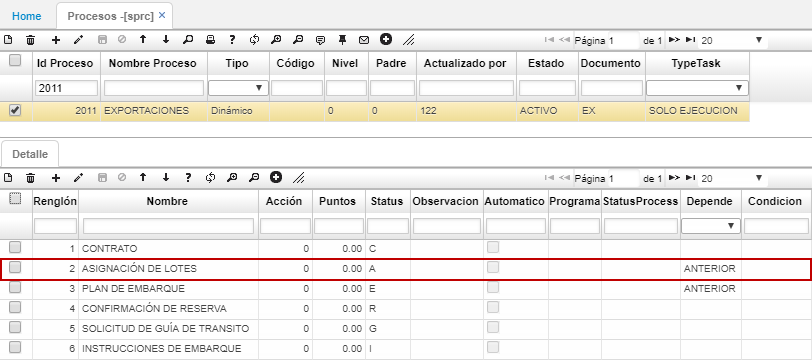 Home Procesos -[sprc] ✕
Página 1 de 1 20
Id Proceso Nombre Proceso Tipo Código Nivel Padre Actualizado por Estado Documento TypeTask
2011
2011 EXPORTACIONES Dinámico 0 0 122 ACTIVO EX SOLO EJECUCION
Detalle
Página 1 de 1 20
Renglón Nombre Acción Puntos Status Observacion Automatico Programa StatusProcess Depende Condicion
1 CONTRATO 0 0.00 C
2 ASIGNACIÓN DE LOTES 0 0.00 A ANTERIOR
3 PLAN DE EMBARQUE 0 0.00 E ANTERIOR
4 CONFIRMACIÓN DE RESERVA 0 0.00 R
5 SOLICITUD DE GUÍA DE TRANSITO 0 0.00 G
6 INSTRUCCIONES DE EMBARQUE 0 0.00 I